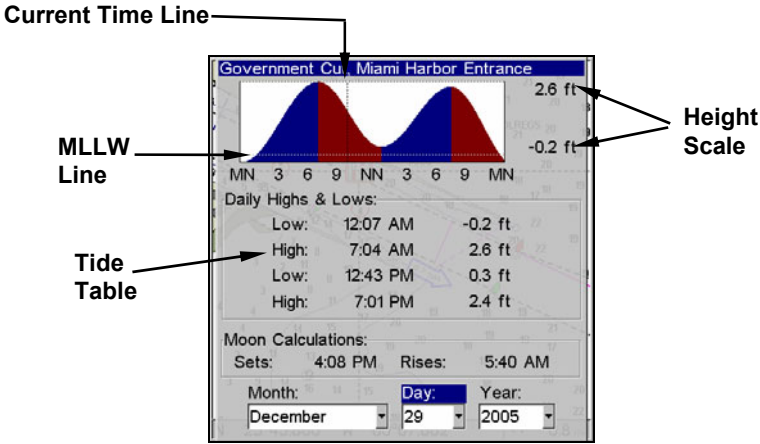 Current Time Line
Government Cut, Miami Harbor Entrance
2.6 ft
Height
Scale
-0.2 ft
MLLW
Line
MN 3 6 9 NN 3 6 9 MN
Daily Highs & Lows:
Low: 12:07 AM -0.2 ft
High: 7:04 AM 2.6 ft
Tide
Table
Low: 12:43 PM 0.3 ft
High: 7:01 PM 2.4 ft
Moon Calculations:
Sets: 4:08 PM Rises: 5:40 AM
Month: Day: Year:
December 29 2005